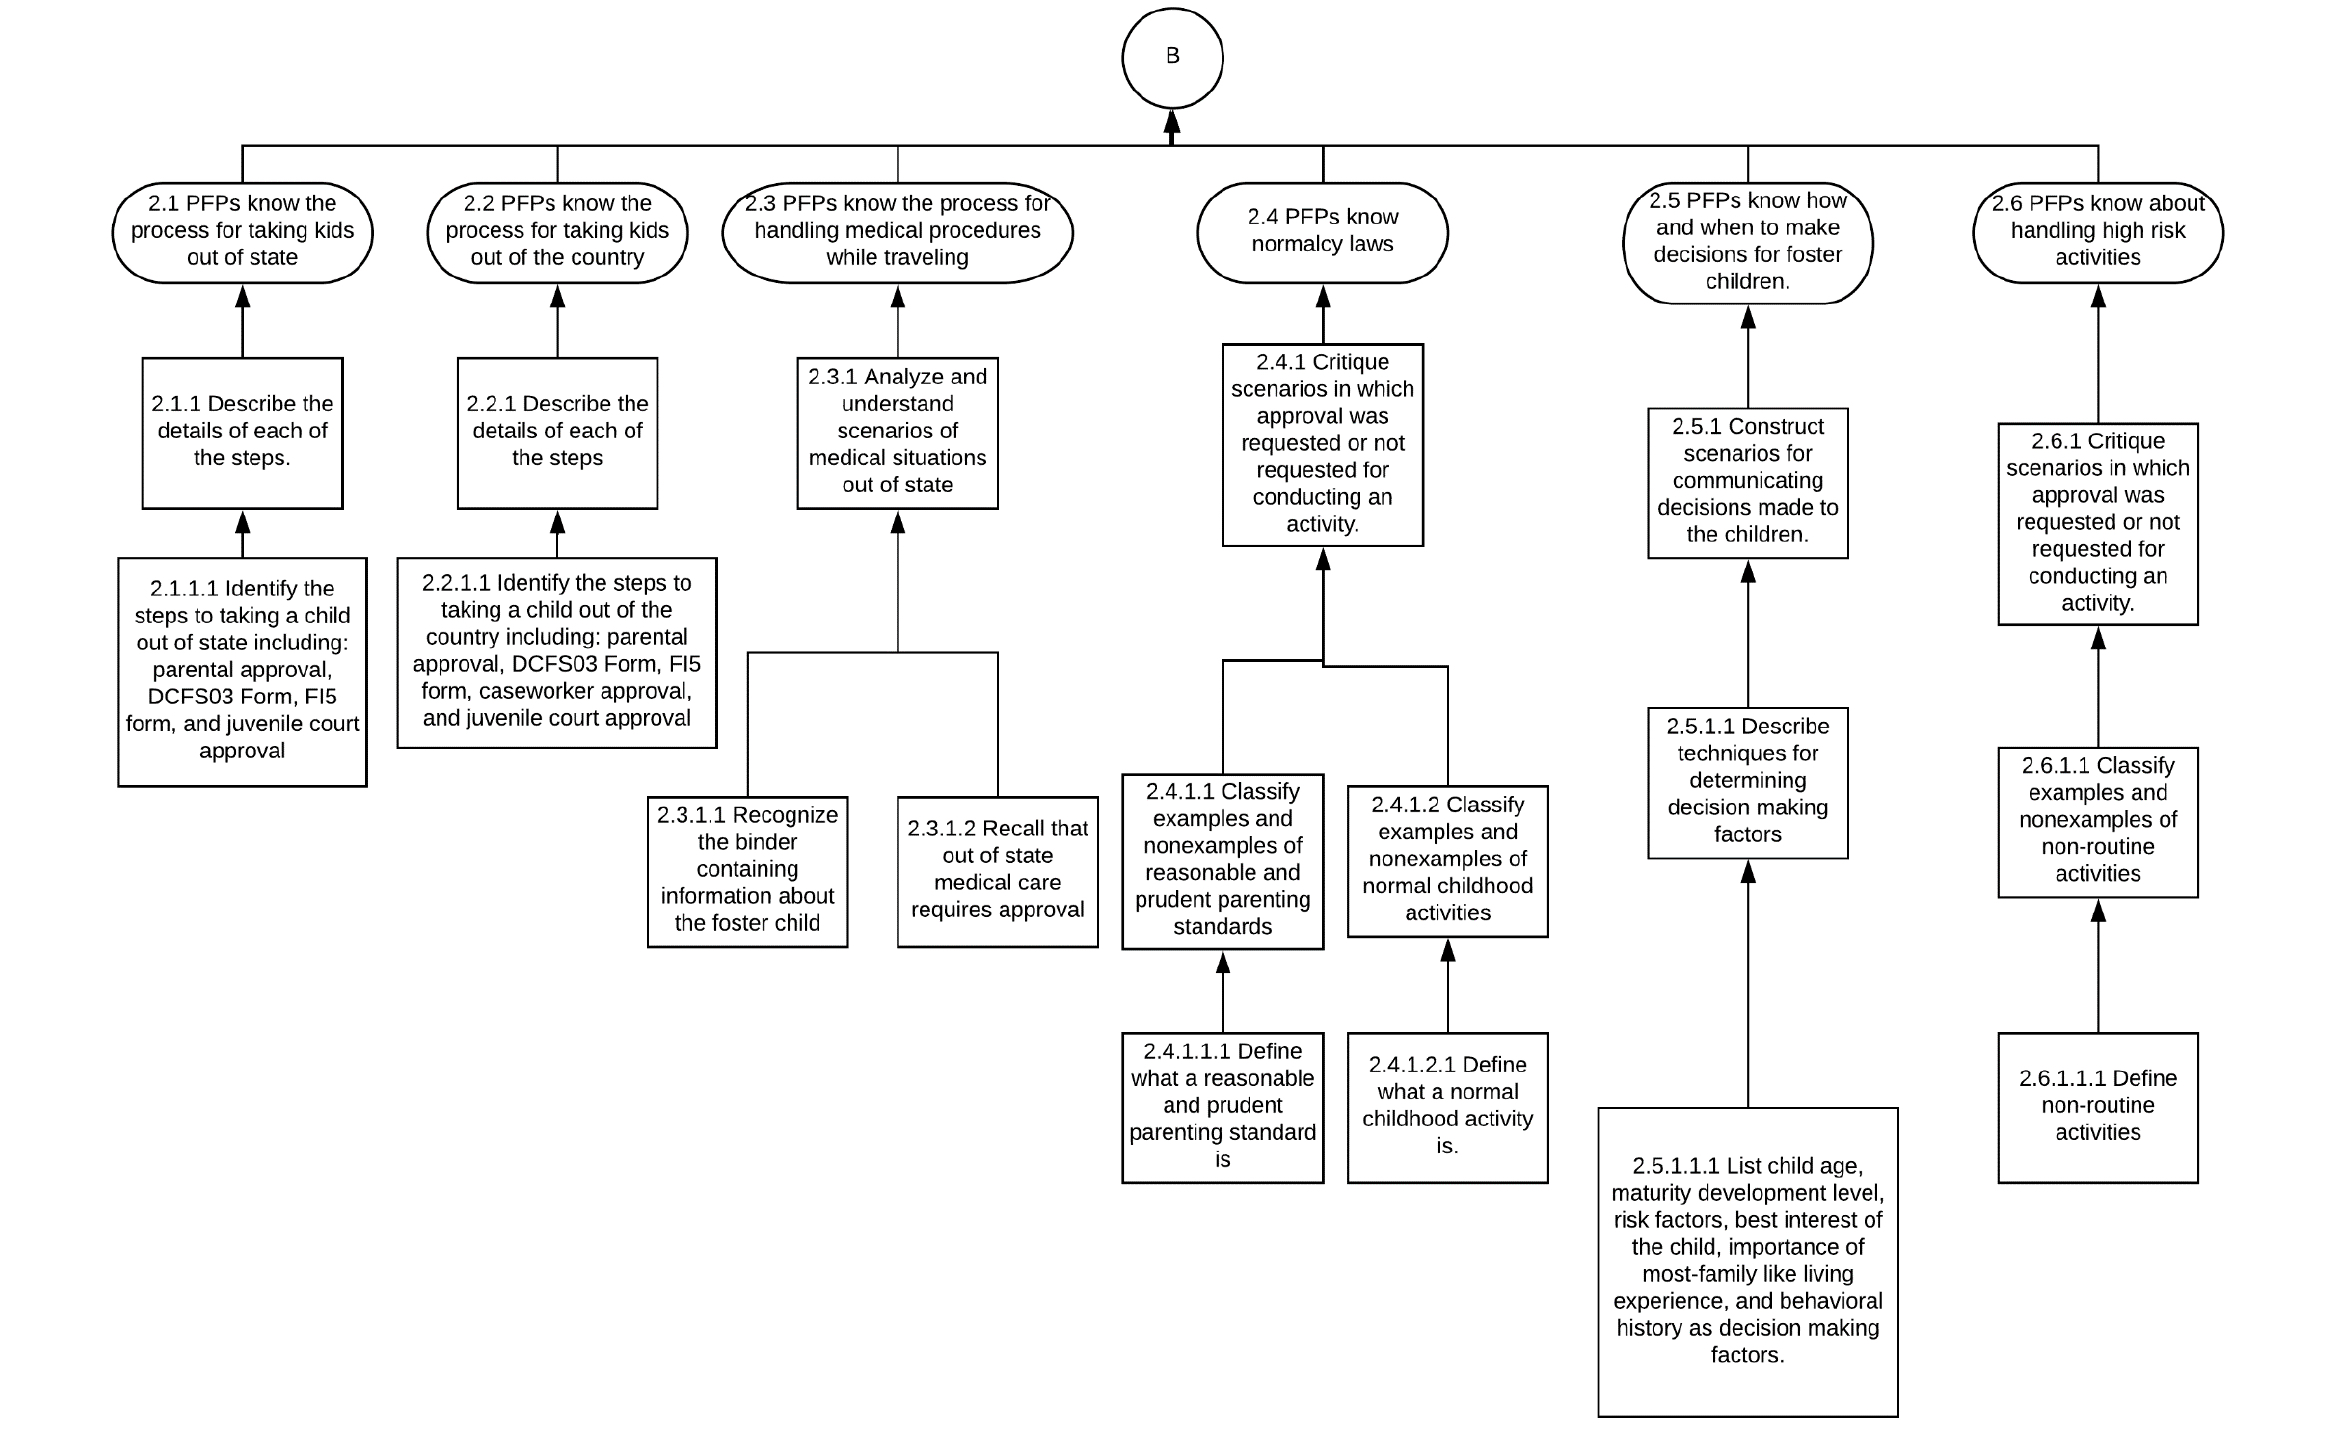 B
2.1 PFPs know the
process for taking kids
out of state
2.2 PFPs know the
process for taking kids
out of the country
2.3 PFPs know the process for
handling medical procedures
while traveling
2.4 PFPs know
normalcy laws
2.5 PFPs know how
and when to make
decisions for foster
children.
2.6 PFPs know about
handling high risk
activities
2.1.1 Describe the
details of each of
the steps.
2.2.1 Describe the
details of each of
the steps
2.3.1 Analyze and
understand
scenarios of
medical situations
out of state
2.4.1 Critique
scenarios in which
approval was
requested or not
requested for
conducting an
activity.
2.5.1 Construct
scenarios for
communicating
decisions made to
the children.
2.6.1 Critique
scenarios in which
approval was
requested or not
requested for
conducting an
activity.
2.1.1.1 Identify the
steps to taking a child
out of state including:
parental approval,
DCFS03 Form, FI5
form, and juvenile court
approval
2.2.1.1 Identify the steps to
taking a child out of the
country including: parental
approval, DCFS03 Form, FI5
form, caseworker approval,
and juvenile court approval
2.3.1.1 Recognize
the binder
containing
information about
the foster child
2.3.1.2 Recall that
out of state
medical care
requires approval
2.4.1.1 Classify
examples and
nonexamples of
reasonable and
prudent parenting
standards
2.4.1.2 Classify
examples and
nonexamples of
normal childhood
activities
2.5.1.1 Describe
techniques for
determining
decision making
factors
2.6.1.1 Classify
examples and
nonexamples of
non-routine
activities
2.4.1.1.1 Define
what a reasonable
and prudent
parenting standard
is
2.4.1.2.1 Define
what a normal
childhood activity
is.
2.5.1.1.1 List child age,
maturity development level,
risk factors, best interest of
the child, importance of
most-family like living
experience, and behavioral
history as decision making
factors.
2.6.1.1.1 Define
non-routine
activities